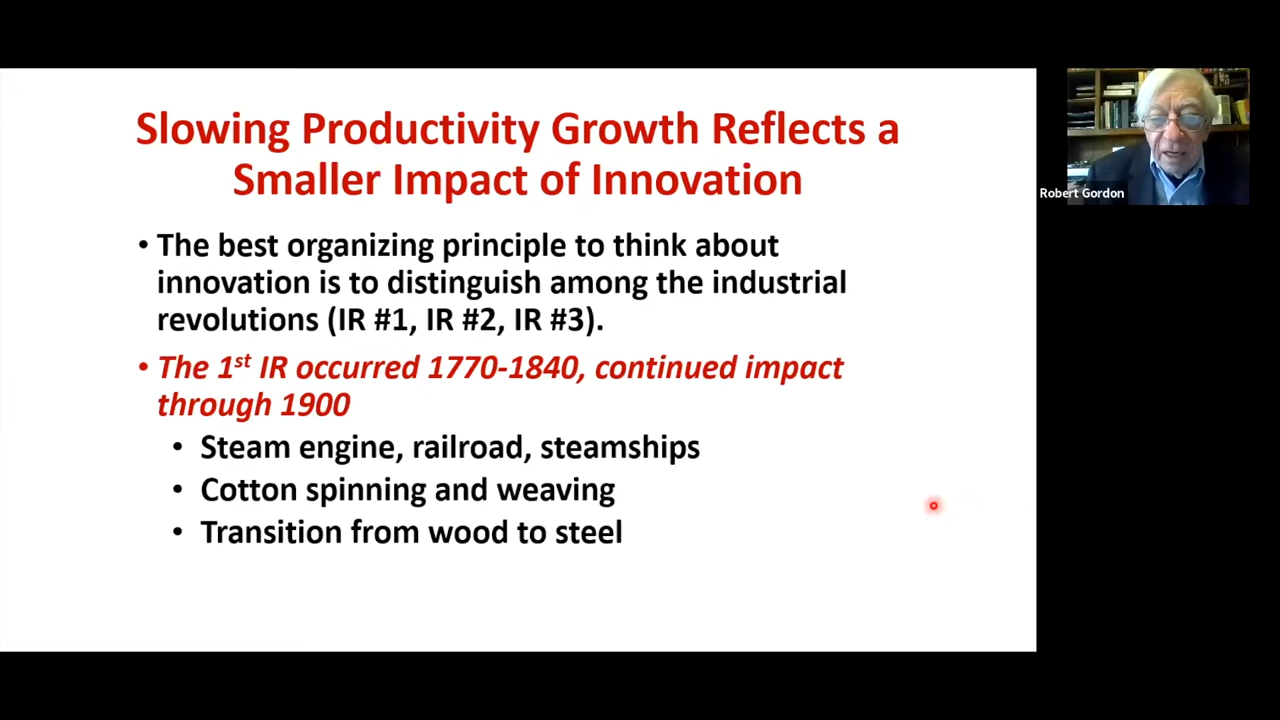 Slowing Productivity Growth Reflects a
Smaller Impact of Innovation
• The best organizing principle to think about
innovation is to distinguish among the industrial
revolutions (IR #1, IR #2, IR #3).
• The 1st IR occurred 1770-1840, continued impact
through 1900
• Steam engine, railroad, steamships
• Cotton spinning and weaving
• Transition from wood to steel
Robert Gordon